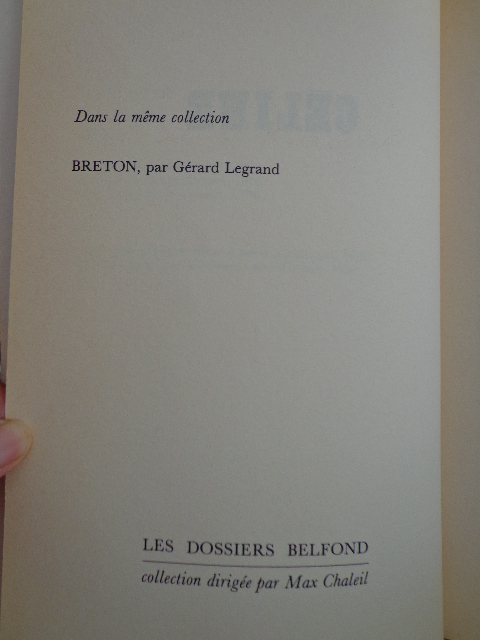 Dans la même collection
BRETON, par Gérard Legrand
LES DOSSIERS BELFOND
collection dirigée par Max Chaleil